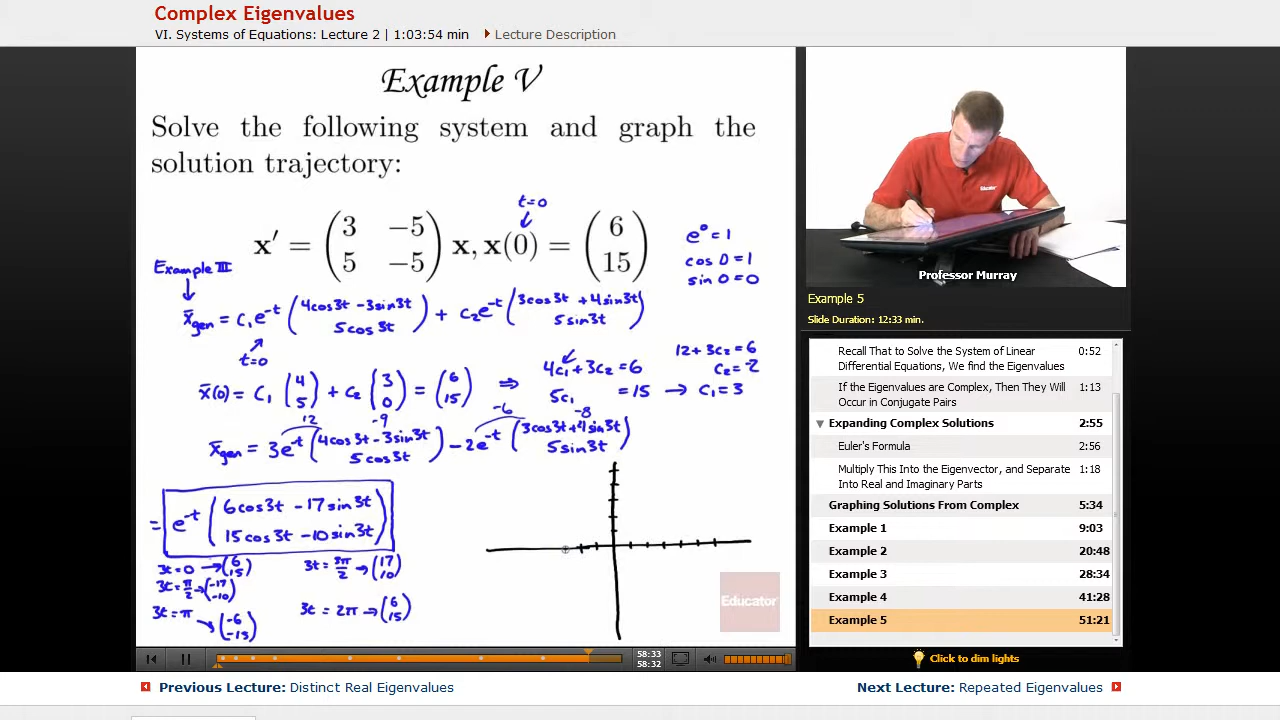 Complex Eigenvalues
VI. Systems of Equations: Lecture 2 | 1:03:54 min Lecture Description
Example V
Solve the following system and graph the
solution trajectory:
t=0
x' = (3 -5; 5 -5) x, x(0) = (6; 15)
e⁰ = 1
cos 0 = 1
sin 0 = 0
Example III
x̄gen = c₁e⁻ᵗ (4cos3t - 3sin3t; 5cos3t) + c₂e⁻ᵗ (3cos3t + 4sin3t; 5sin3t)
t=0
x̄(0) = c₁ (4; 5) + c₂ (3; 0) = (6; 15) ⇒ 4c₁ + 3c₂ = 6
5c₁ = 15 → c₁ = 3
12 + 3c₂ = 6
c₂ = -2
12 -9 -6 -8
x̄gen = 3e⁻ᵗ (4cos3t - 3sin3t; 5cos3t) - 2e⁻ᵗ (3cos3t + 4sin3t; 5sin3t)
= e⁻ᵗ (6cos3t - 17sin3t; 15cos3t - 10sin3t)
3t = 0 → (6; 15)
3t = π/2 → (-17; -10)
3t = π → (-6; -15)
3t = 3π/2 → (17; 10)
3t = 2π → (6; 15)
Educator
58:33
58:32
Educator
Professor Murray
Example 5
Slide Duration: 12:33 min.
Recall That to Solve the System of Linear
Differential Equations, We find the Eigenvalues 0:52
If the Eigenvalues are Complex, Then They Will
Occur in Conjugate Pairs 1:13
Expanding Complex Solutions 2:55
Euler's Formula 2:56
Multiply This Into the Eigenvector, and Separate
Into Real and Imaginary Parts 1:18
Graphing Solutions From Complex 5:34
Example 1 9:03
Example 2 20:48
Example 3 28:34
Example 4 41:28
Example 5 51:21
Click to dim lights
Previous Lecture: Distinct Real Eigenvalues
Next Lecture: Repeated Eigenvalues